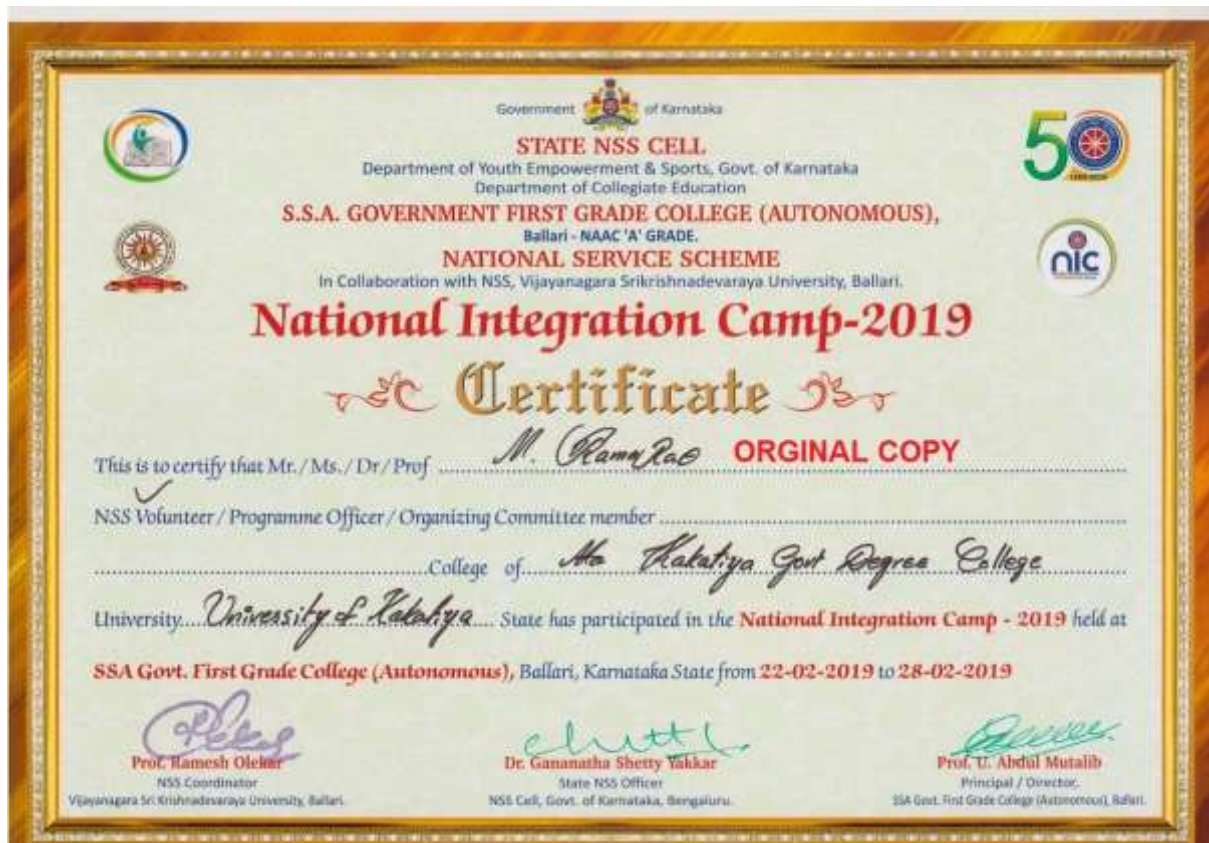 Government of Karnataka
STATE NSS CELL
Department of Youth Empowerment & Sports, Govt. of Karnataka
Department of Collegiate Education
S.S.A. GOVERNMENT FIRST GRADE COLLEGE (AUTONOMOUS),
Ballari - NAAC 'A' GRADE.
NATIONAL SERVICE SCHEME
In Collaboration with NSS, Vijayanagara Srikrishnadevaraya University, Ballari.
50
nic
National Integration Camp-2019
Certificate
This is to certify that Mr./Ms./Dr/Prof M. Rama Rao ORGINAL COPY
NSS Volunteer / Programme Officer / Organizing Committee member
College of Kakatiya Govt Degree College
University University of Kakatiya State has participated in the National Integration Camp - 2019 held at
SSA Govt. First Grade College (Autonomous), Ballari, Karnataka State from 22-02-2019 to 28-02-2019
Prof. Ramesh Olekar
NSS Coordinator
Vijayanagara Sri Krishnadevaraya University, Ballari.
Dr. Gananatha Shetty Yakkar
State NSS Officer
NSS Cell, Govt. of Karnataka, Bengaluru.
Prof. U. Abdul Mutalib
Principal / Director,
SSA Govt. First Grade College (Autonomous), Ballari.